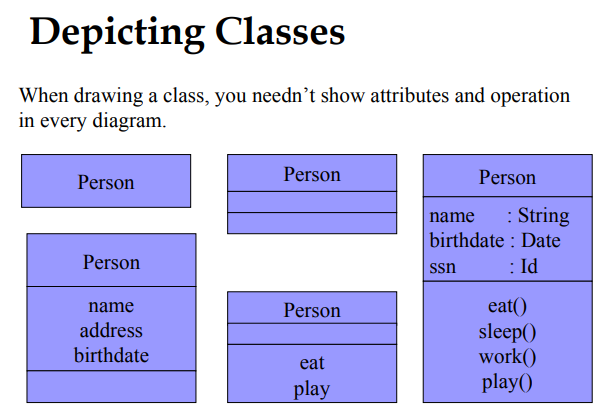 Depicting Classes
When drawing a class, you needn’t show attributes and operation
in every diagram.
Person
Person
name
address
birthdate
Person
Person
eat
play
Person
name : String
birthdate : Date
ssn : Id
eat()
sleep()
work()
play()